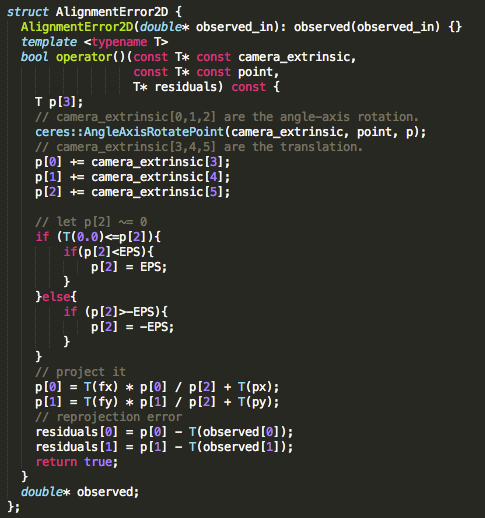 struct AlignmentError2D {
  AlignmentError2D(double* observed_in): observed(observed_in) {}
  template <typename T>
  bool operator()(const T* const camera_extrinsic,
                  const T* const point,
                  T* residuals) const {
    T p[3];
    // camera_extrinsic[0,1,2] are the angle-axis rotation.
    ceres::AngleAxisRotatePoint(camera_extrinsic, point, p);
    // camera_extrinsic[3,4,5] are the translation.
    p[0] += camera_extrinsic[3];
    p[1] += camera_extrinsic[4];
    p[2] += camera_extrinsic[5];

    // let p[2] ~= 0
    if (T(0.0)<=p[2]){
        if(p[2]<EPS){
            p[2] = EPS;
        }
    }else{
        if (p[2]>-EPS){
            p[2] = -EPS;
        }
    }
    // project it
    p[0] = T(fx) * p[0] / p[2] + T(px);
    p[1] = T(fy) * p[1] / p[2] + T(py);
    // reprojection error
    residuals[0] = p[0] - T(observed[0]);
    residuals[1] = p[1] - T(observed[1]);
    return true;
  }
  double* observed;
};